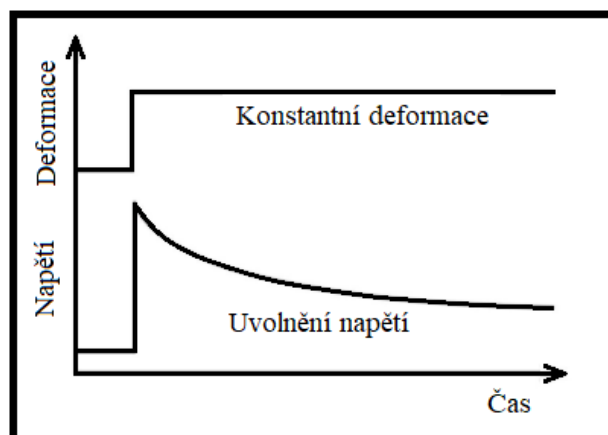 Deformace
Konstantní deformace
Napětí
Uvolnění napětí
Čas